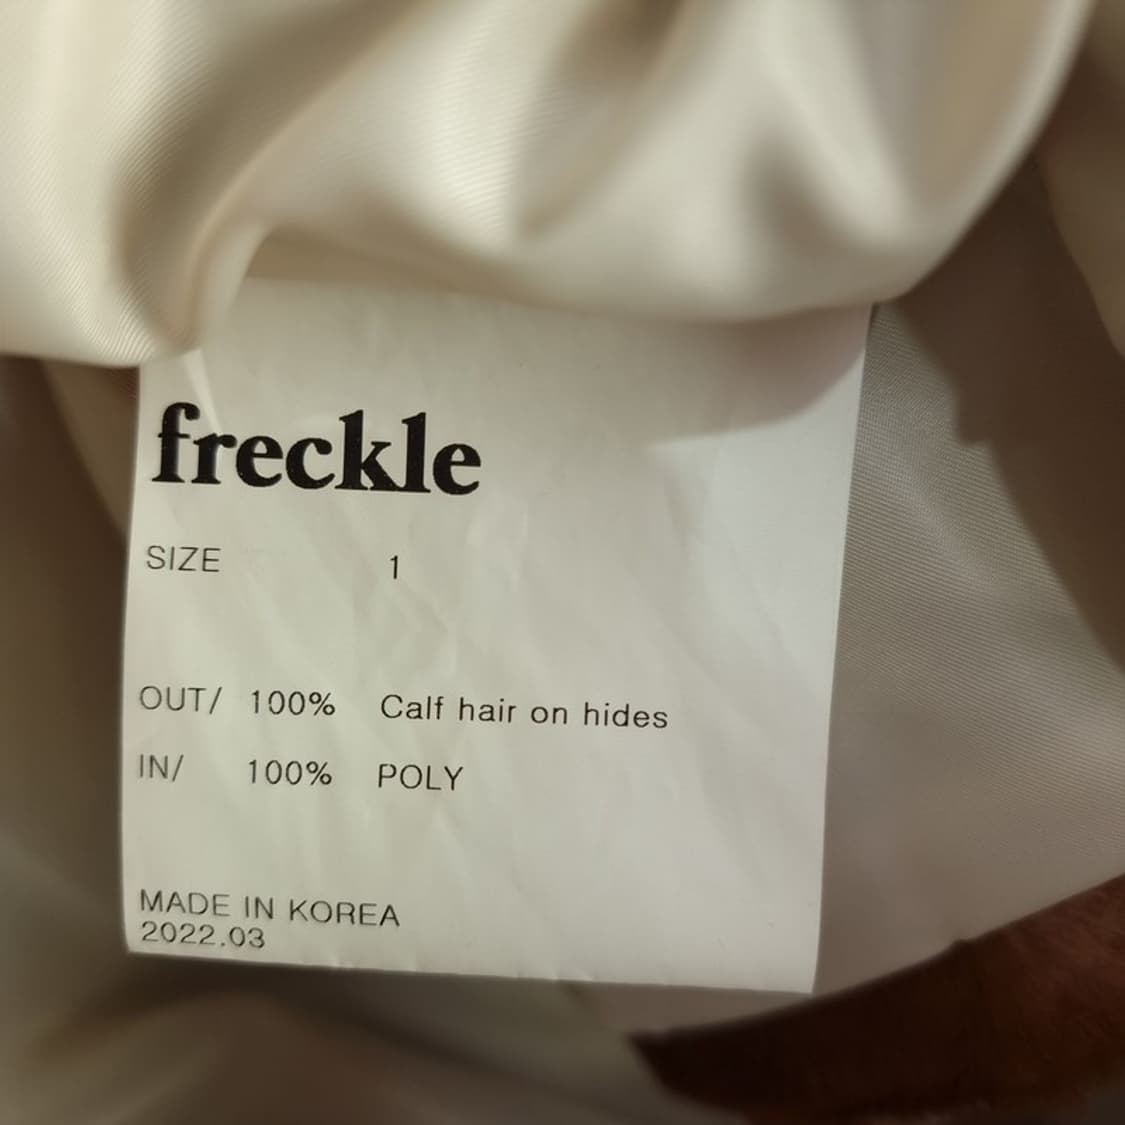 freckle
SIZE 1
OUT/ 100% Calf hair on hides
IN/ 100% POLY
MADE IN KOREA
2022.03